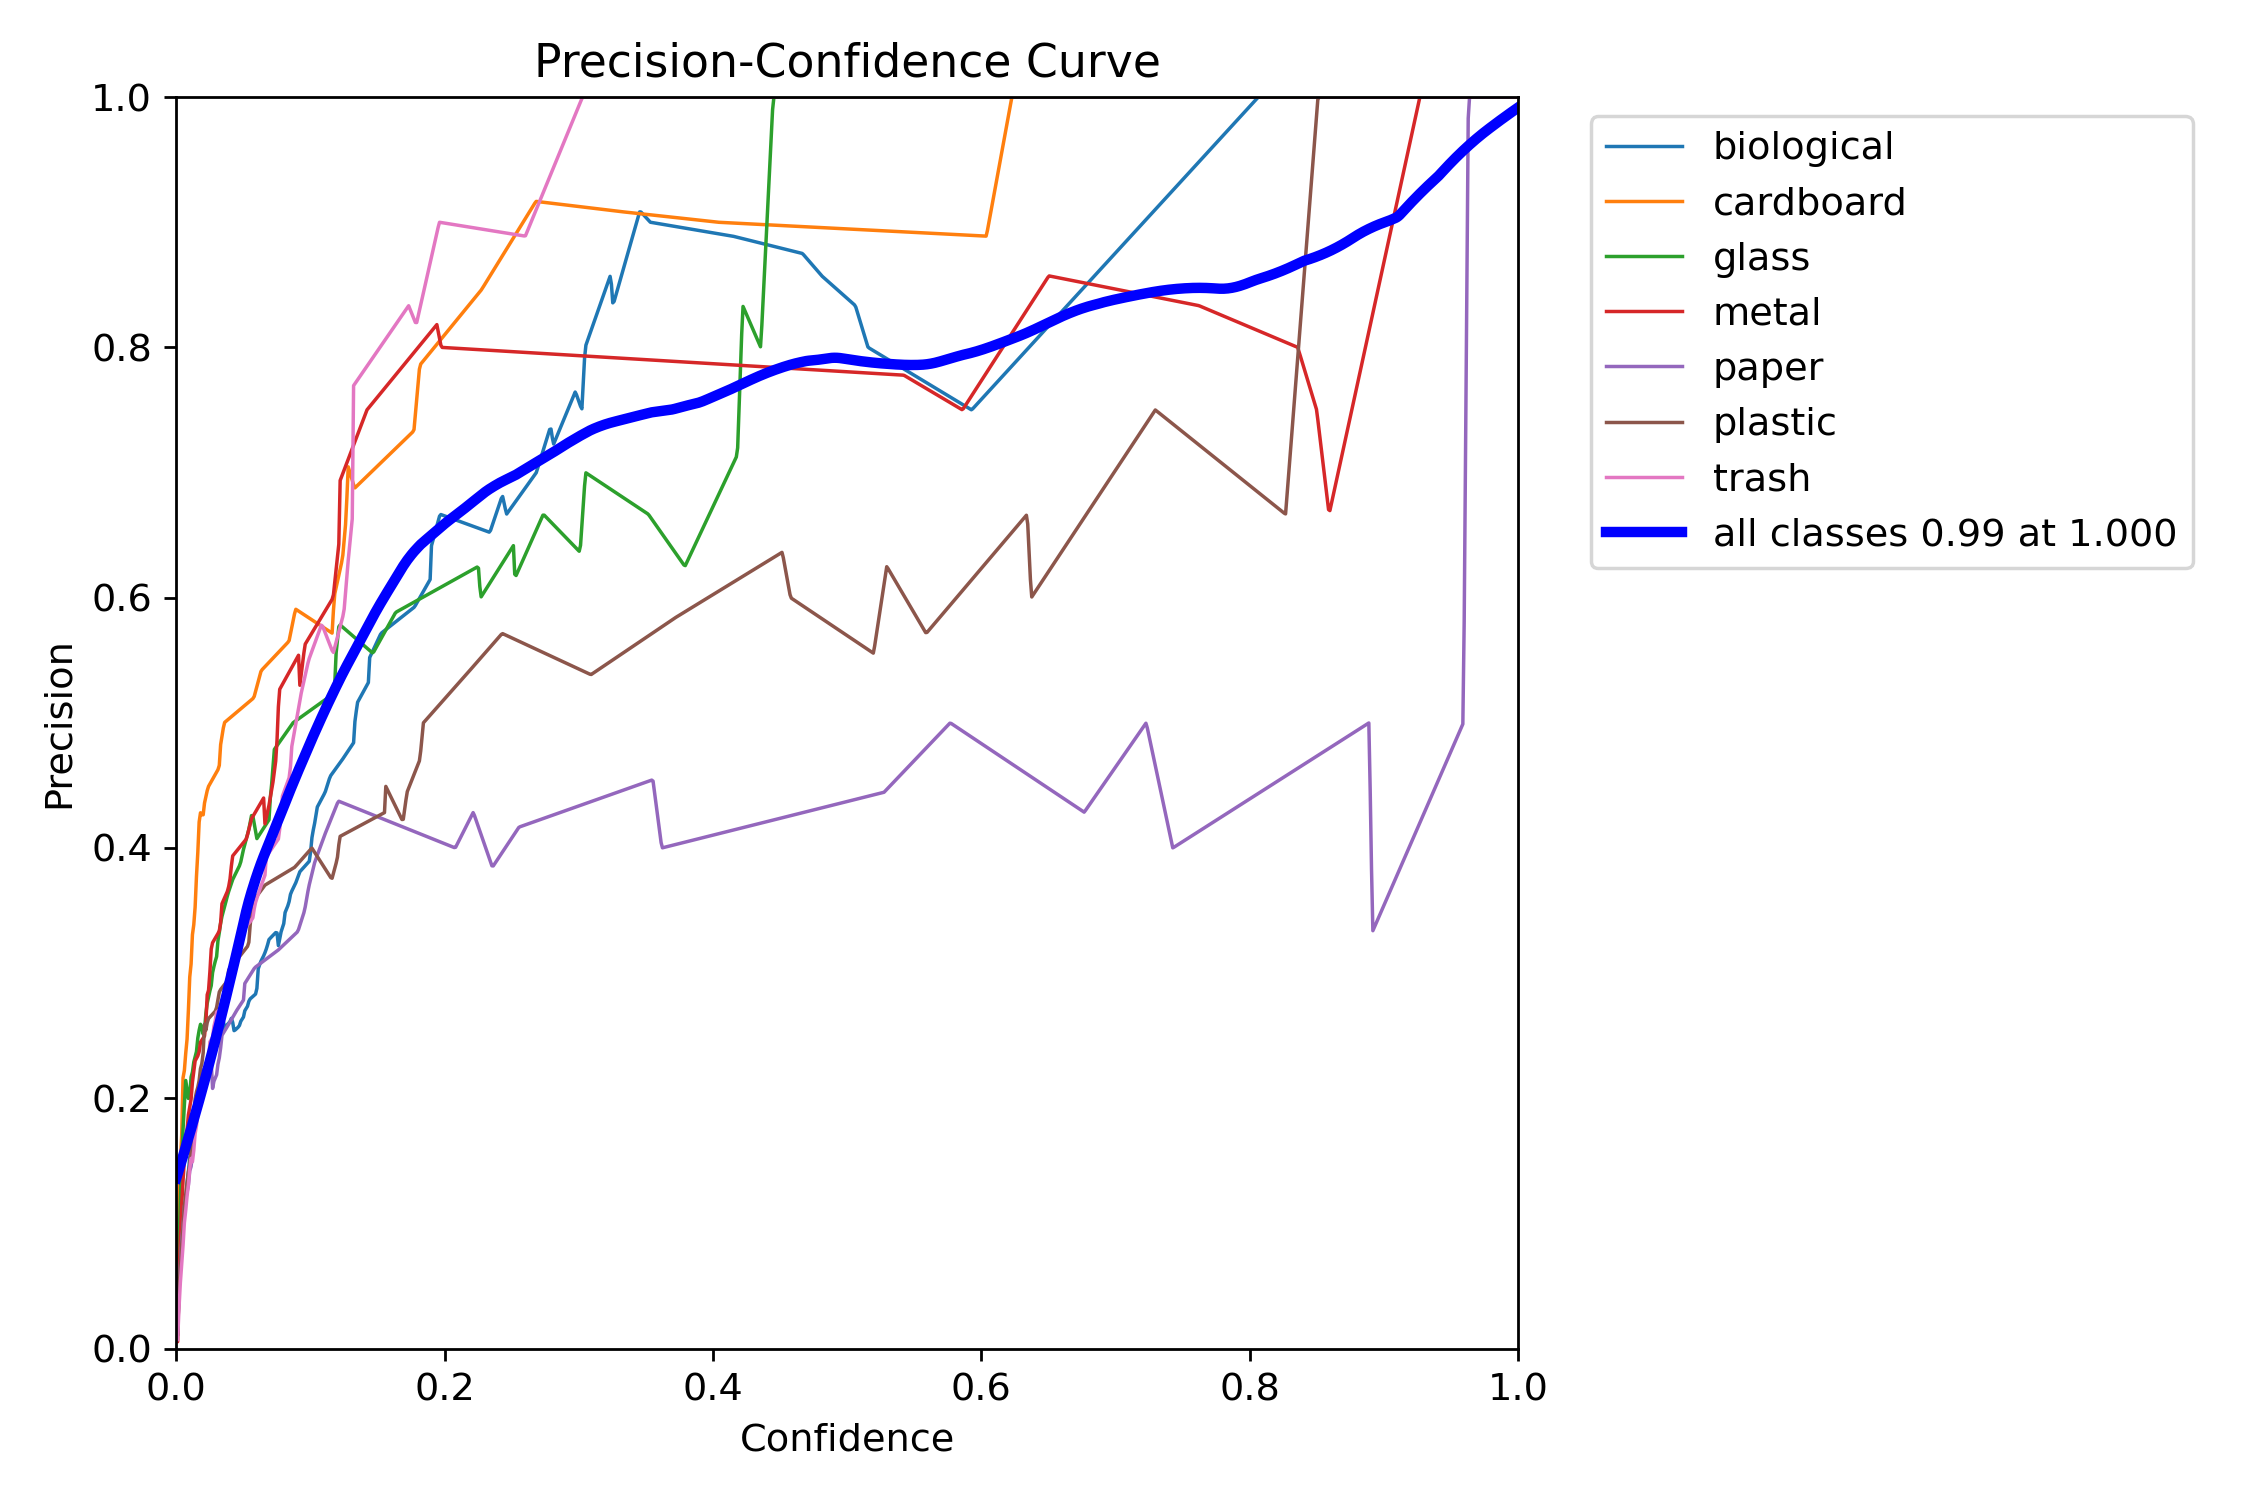 Precision-Confidence Curve
1.0
0.8
0.6
0.4
0.2
0.0
Precision
0.0 0.2 0.4 0.6 0.8 1.0
Confidence
biological
cardboard
glass
metal
paper
plastic
trash
all classes 0.99 at 1.000